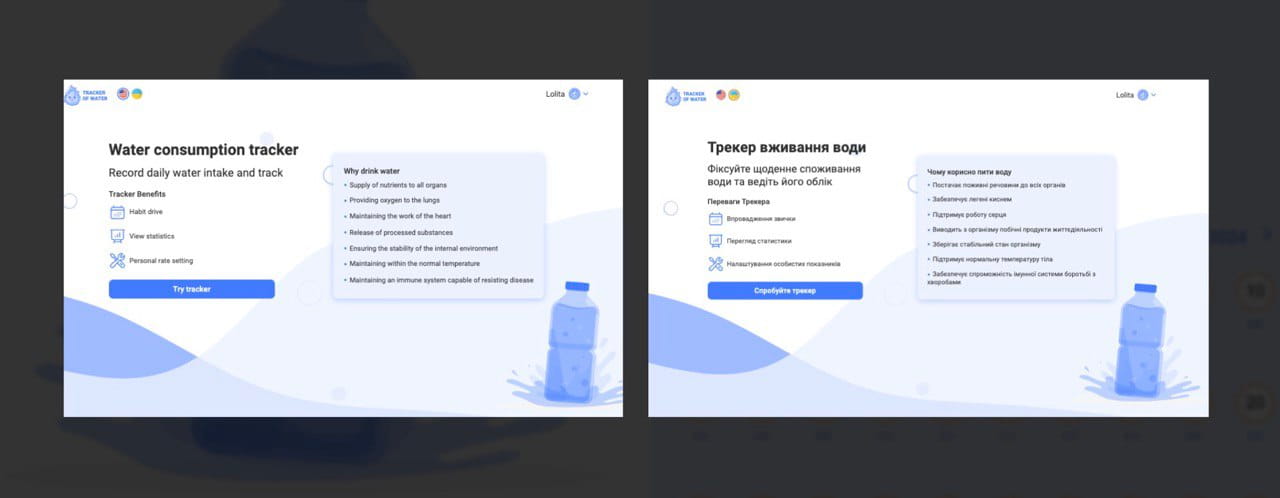 TRACKER
OF WATER
Lolita
Water consumption tracker
Record daily water intake and track
Tracker Benefits
Habit drive
View statistics
Personal rate setting
Try tracker
Why drink water
Supply of nutrients to all organs
Providing oxygen to the lungs
Maintaining the work of the heart
Release of processed substances
Ensuring the stability of the internal environment
Maintaining within the normal temperature
Maintaining an immune system capable of resisting disease
TRACKER
OF WATER
Lolita
Трекер вживання води
Фіксуйте щоденне споживання
води та ведіть його облік
Переваги Трекера
Впровадження звички
Перегляд статистики
Налаштування особистих показників
Спробуйте трекер
Чому корисно пити воду
Постачає поживні речовини до всіх органів
Забезпечує легені киснем
Підтримує роботу серця
Виводить з організму побічні продукти життєдіяльності
Зберігає стабільний стан організму
Підтримує нормальну температуру тіла
Забезпечує спроможність імунної системи боротьбі з
хворобами